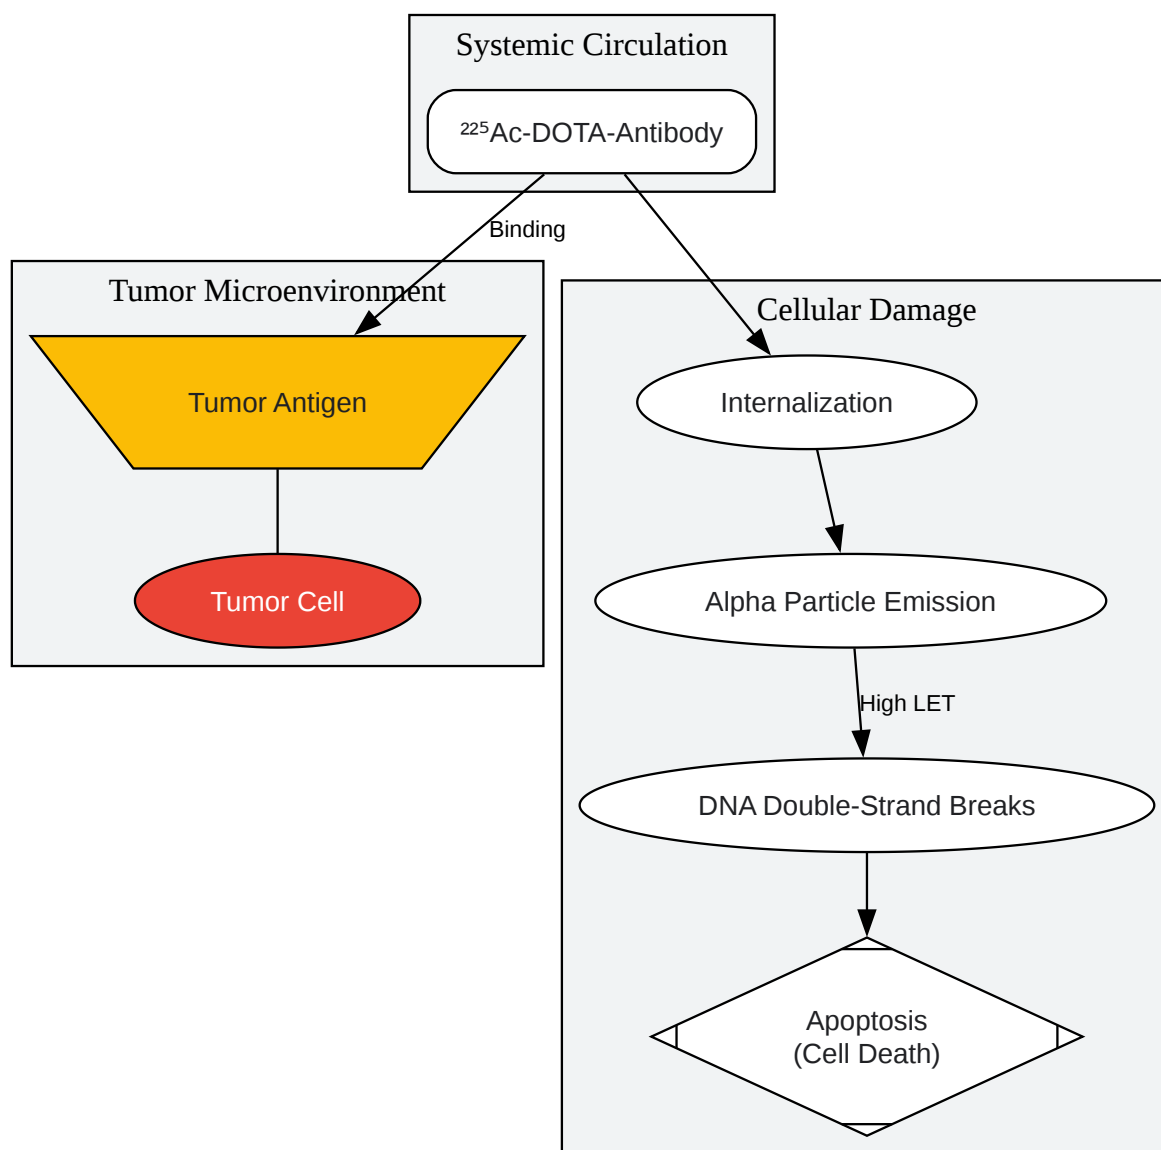 Systemic Circulation
²²⁵Ac-DOTA-Antibody
Binding
Tumor Microenvironment
Tumor Antigen
Tumor Cell
Cellular Damage
Internalization
Alpha Particle Emission
High LET
DNA Double-Strand Breaks
Apoptosis
(Cell Death)